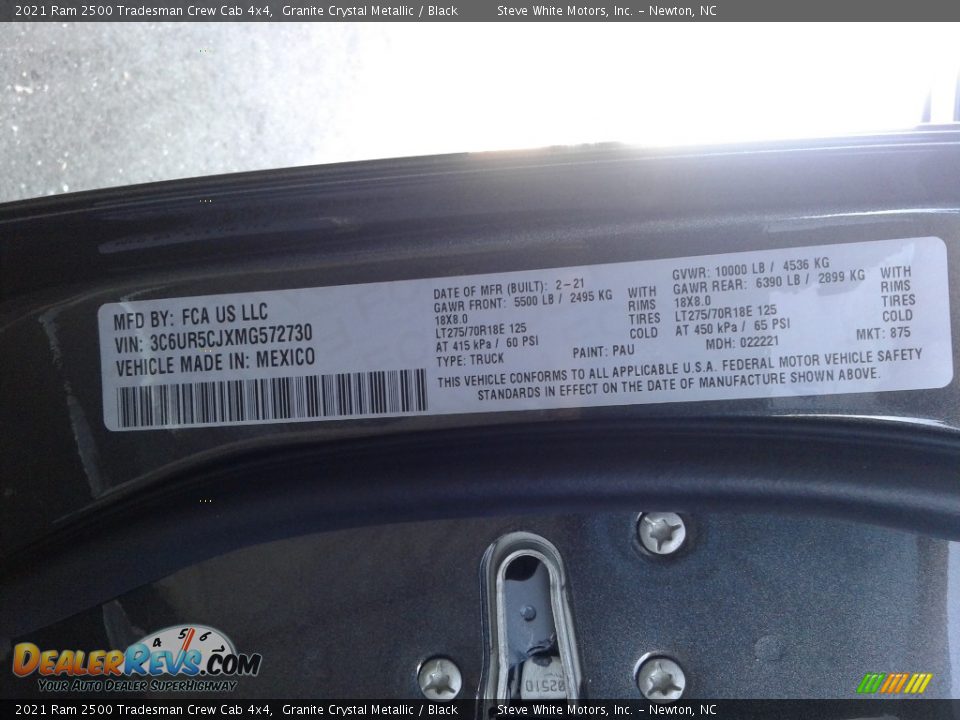 2021 Ram 2500 Tradesman Crew Cab 4x4, Granite Crystal Metallic / Black Steve White Motors, Inc. – Newton, NC
MFD BY: FCA US LLC
VIN: 3C6UR5CJXMG572730
VEHICLE MADE IN: MEXICO
DATE OF MFR (BUILT): 2-21
GAWR FRONT: 5500 LB / 2495 KG
18X8.0
LT275/70R18E 125
AT 415 kPa / 60 PSI
WITH
RIMS
TIRES
COLD
TYPE: TRUCK
PAINT: PAU
GVWR: 10000 LB / 4536 KG
GAWR REAR: 6390 LB / 2899 KG
18X8.0
LT275/70R18E 125
AT 450 kPa / 65 PSI
WITH
RIMS
TIRES
COLD
MDH: 022221
MKT: 875
THIS VEHICLE CONFORMS TO ALL APPLICABLE U.S.A. FEDERAL MOTOR VEHICLE SAFETY
STANDARDS IN EFFECT ON THE DATE OF MANUFACTURE SHOWN ABOVE.
4 5 6
DEALERREVS.COM
YOUR AUTO DEALER SUPERHIGHWAY
2021 Ram 2500 Tradesman Crew Cab 4x4, Granite Crystal Metallic / Black Steve White Motors, Inc. – Newton, NC